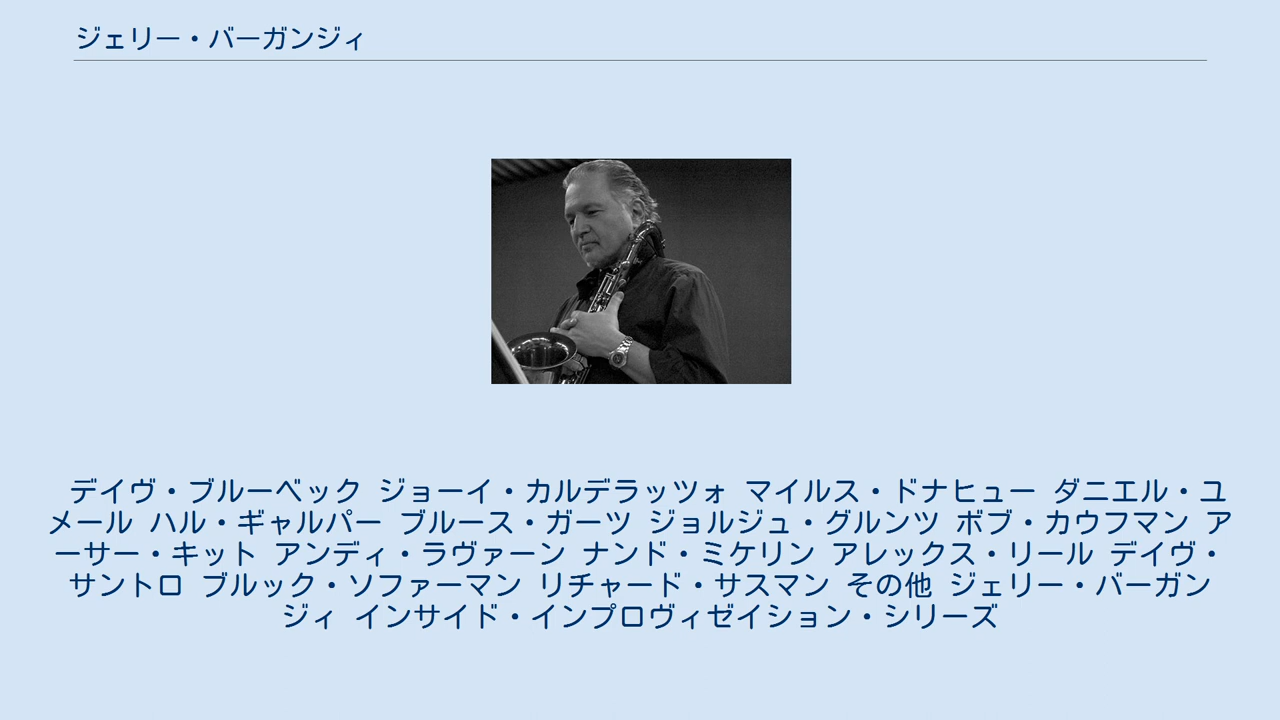 ジェリー・バーガンジィ
デイヴ・ブルーベック ジョーイ・カルデラッツォ マイルス・ドナヒュー ダニエル・ユ
メール ハル・ギャルパー ブルース・ガーツ ジョルジュ・グルンツ ボブ・カウフマン ア
ーサー・キット アンディ・ラヴァーン ナンド・ミケリン アレックス・リール デイヴ・
サントロ ブルック・ソファーマン リチャード・サスマン その他 ジェリー・バーガン
ジィ インサイド・インプロヴィゼイション・シリーズ